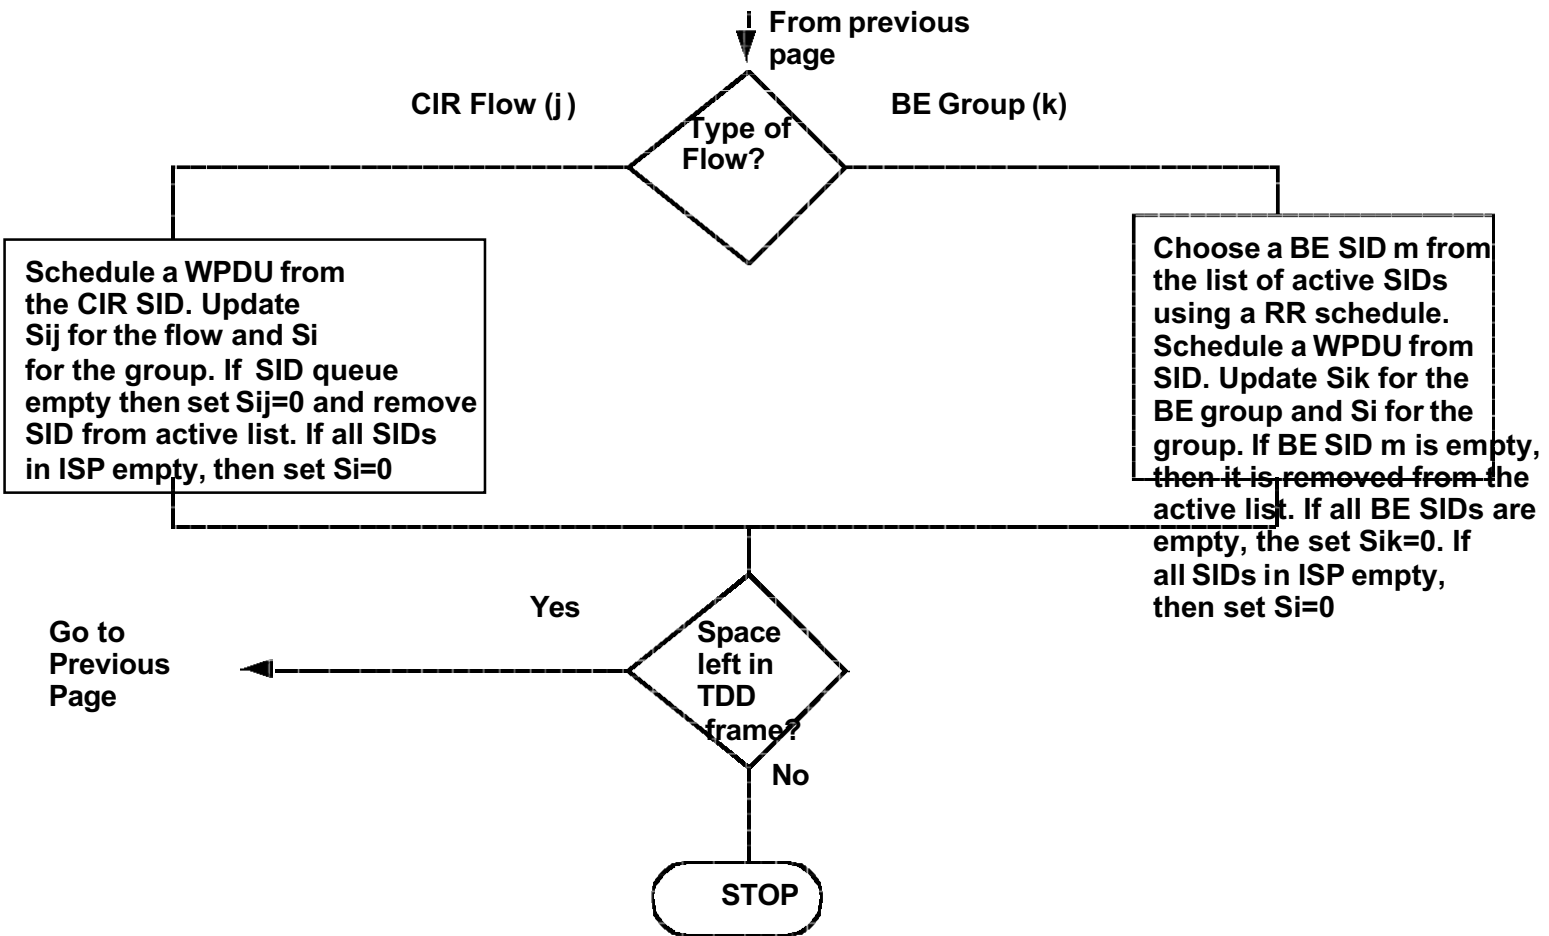 From previous
page
CIR Flow (j)
BE Group (k)
Type of
Flow?
Schedule a WPDU from
the CIR SID. Update
Sij for the flow and Si
for the group. If SID queue
empty then set Sij=0 and remove
SID from active list. If all SIDs
in ISP empty, then set Si=0
Choose a BE SID m from
the list of active SIDs
using a RR schedule.
Schedule a WPDU from
SID. Update Sik for the
BE group and Si for the
group. If BE SID m is empty,
then it is removed from the
active list. If all BE SIDs are
empty, the set Sik=0. If
all SIDs in ISP empty,
then set Si=0
Yes
Go to
Previous
Page
Space
left in
TDD
frame?
No
STOP